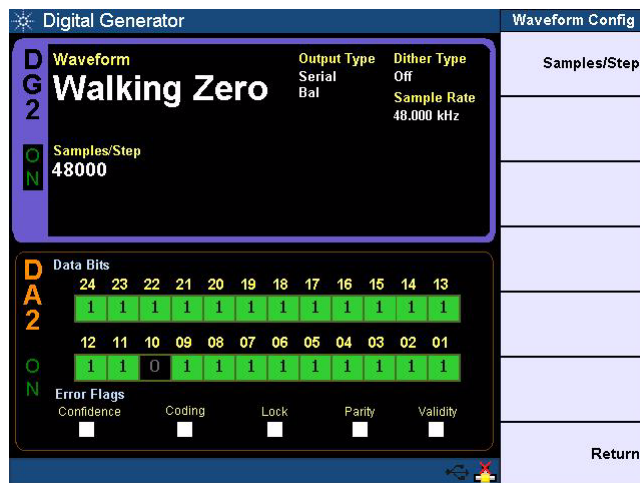 Digital Generator
Waveform Config
DG2
ON
Waveform
Walking Zero
Output Type
Serial
Bal
Dither Type
Off
Sample Rate
48.000 kHz
Samples/Step
48000
Samples/Step
DA2
ON
Data Bits
24 23 22 21 20 19 18 17 16 15 14 13
1 1 1 1 1 1 1 1 1 1 1 1
12 11 10 09 08 07 06 05 04 03 02 01
1 1 0 1 1 1 1 1 1 1 1 1
Error Flags
Confidence Coding Lock Parity Validity
Return